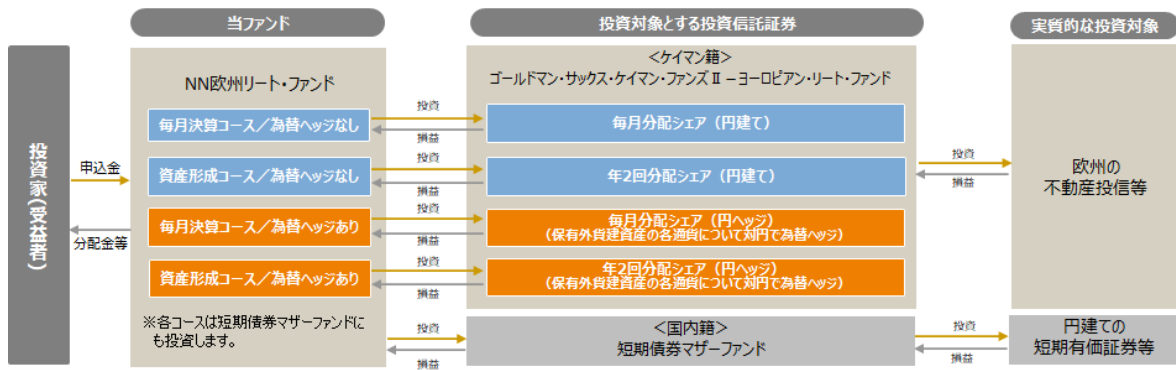 当ファンド
投資対象とする投資信託証券
実質的な投資対象
投資家(受益者)
申込金
分配金等
NN欧州リート・ファンド
毎月決算コース／為替ヘッジなし
資産形成コース／為替ヘッジなし
毎月決算コース／為替ヘッジあり
資産形成コース／為替ヘッジあり
※各コースは短期債券マザーファンドに
も投資します。
投資
損益
投資
損益
投資
損益
投資
損益
投資
損益
＜ケイマン籍＞
ゴールドマン・サックス・ケイマン・ファンズⅡ－ヨーロピアン・リート・ファンド
毎月分配シェア（円建て）
年2回分配シェア（円建て）
毎月分配シェア（円ヘッジ）
（保有外貨建資産の各通貨について対円で為替ヘッジ）
年2回分配シェア（円ヘッジ）
（保有外貨建資産の各通貨について対円で為替ヘッジ）
＜国内籍＞
短期債券マザーファンド
投資
損益
投資
損益
欧州の
不動産投信等
円建ての
短期有価証券等